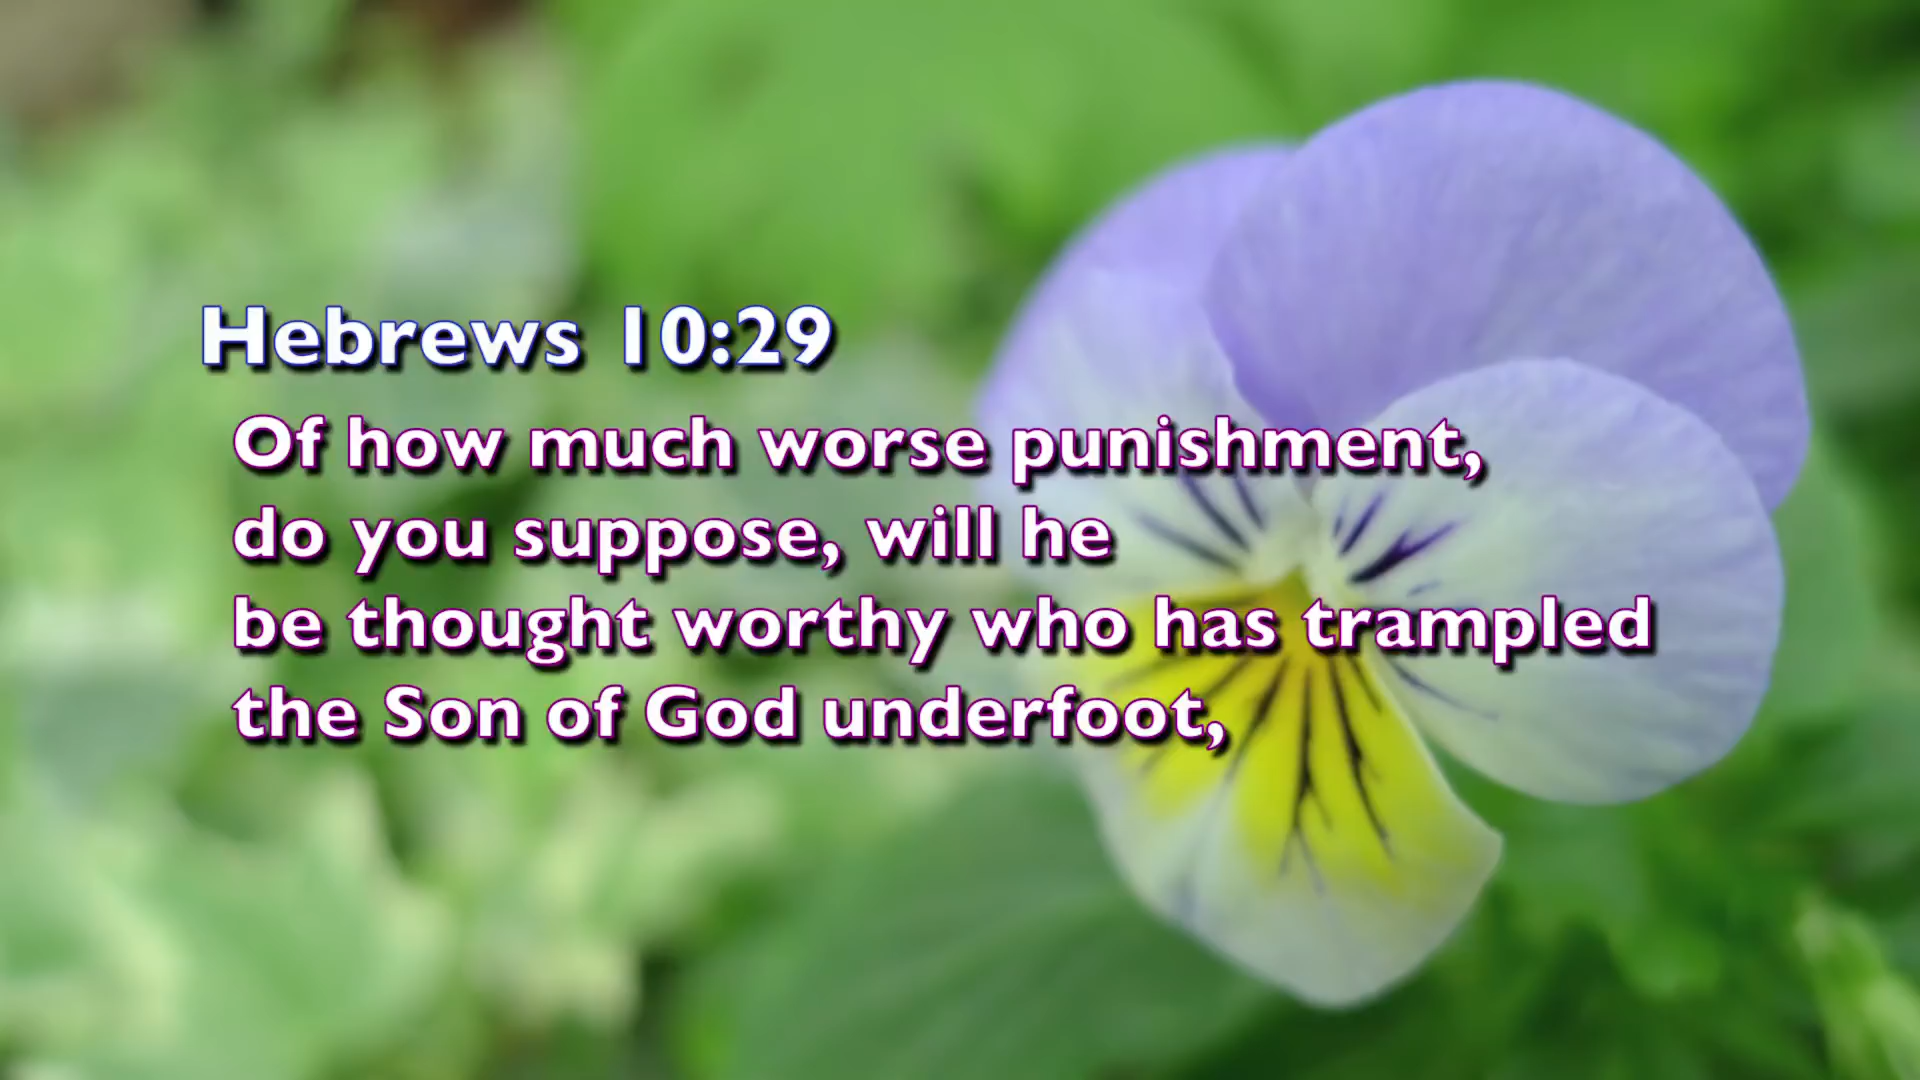 Hebrews 10:29
Of how much worse punishment,
do you suppose, will he
be thought worthy who has trampled
the Son of God underfoot,